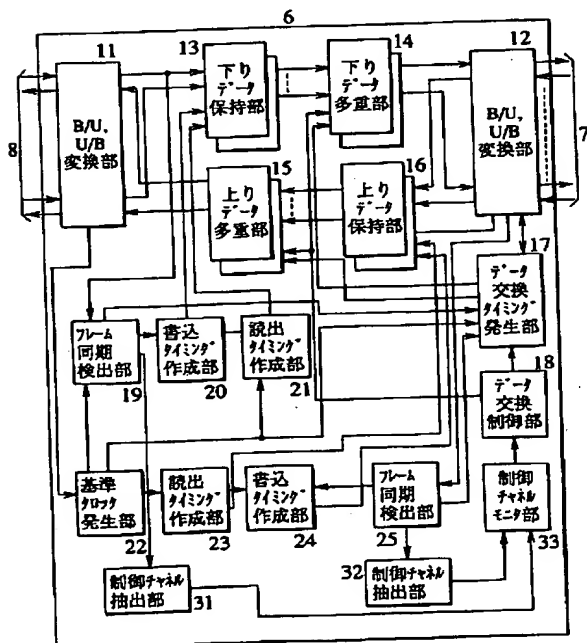 6
11
B/U,
U/B
変換部
13
下り
データ
保持部
14
下り
データ
多重部
12
B/U,
U/B
変換部
8
7
15
上り
データ
多重部
16
上り
データ
保持部
17
データ
交換
タイミング
発生部
18
データ
交換
制御部
フレーム
同期
検出部
19
書込
タイミング
作成部
20
読出
タイミング
作成部
21
基準
クロック
発生部
22
読出
タイミング
作成部
23
書込
タイミング
作成部
24
フレーム
同期
検出部
25
制御
チャネル
モニタ部
33
制御チャネル
抽出部
31
32
制御チャネル
抽出部